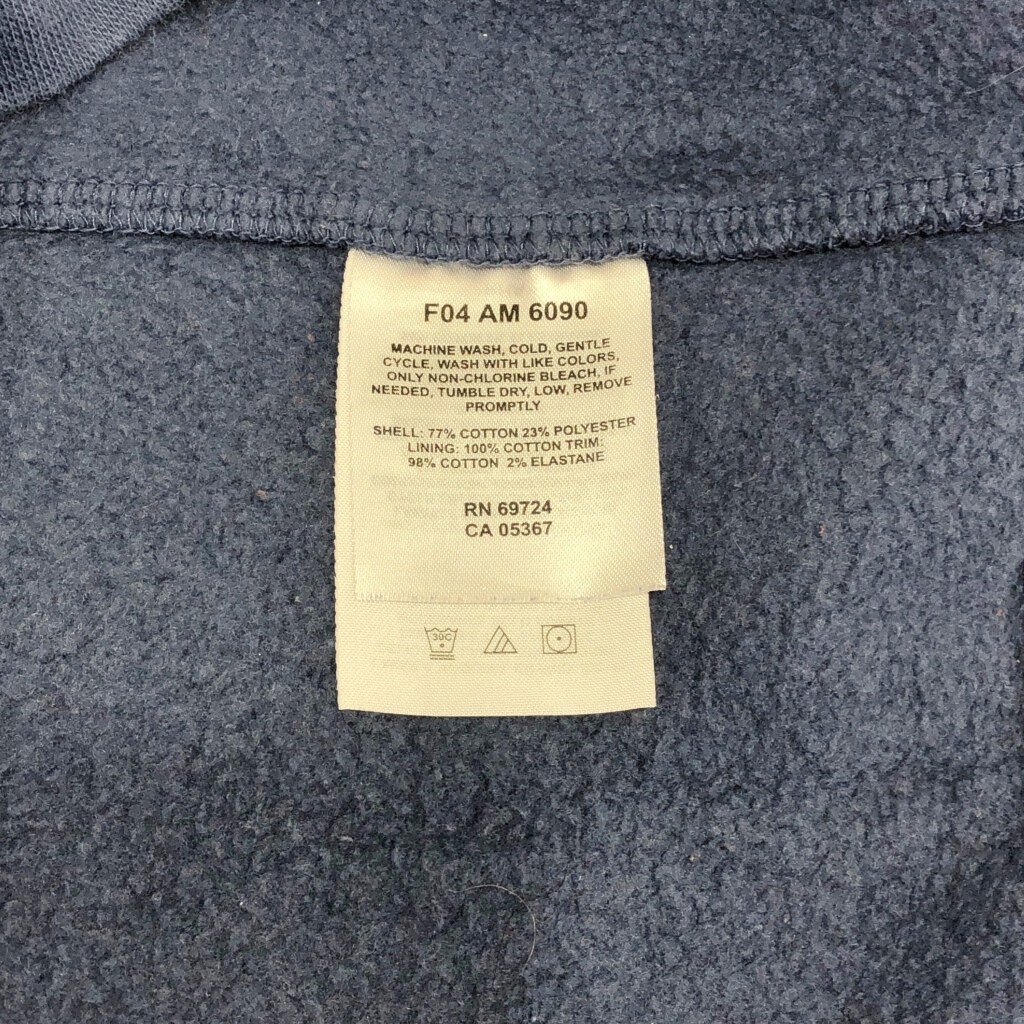 F04 AM 6090
MACHINE WASH, COLD, GENTLE
CYCLE, WASH WITH LIKE COLORS,
ONLY NON-CHLORINE BLEACH, IF
NEEDED, TUMBLE DRY, LOW, REMOVE
PROMPTLY
SHELL: 77% COTTON 23% POLYESTER
LINING: 100% COTTON TRIM:
98% COTTON 2% ELASTANE
RN 69724
CA 05367
30C